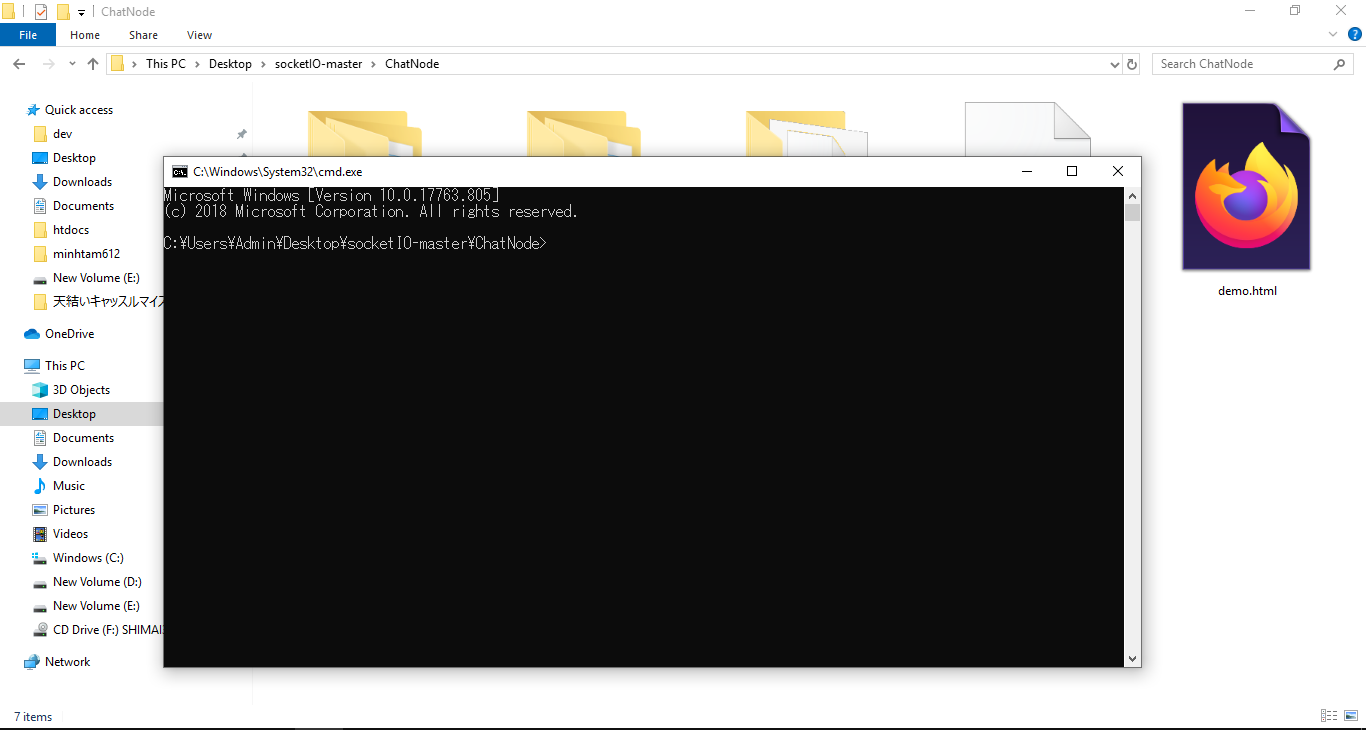 ChatNode
File Home Share View
This PC Desktop socketIO-master ChatNode
Search ChatNode
Quick access
dev
Desktop
Downloads
Documents
htdocs
minhtam612
New Volume (E:)
天結いキャッスルマイス
OneDrive
This PC
3D Objects
Desktop
Documents
Downloads
Music
Pictures
Videos
Windows (C:)
New Volume (D:)
New Volume (E:)
CD Drive (F:) SHIMAI
Network
C:\Windows\System32\cmd.exe
Microsoft Windows [Version 10.0.17763.805]
(c) 2018 Microsoft Corporation. All rights reserved.
C:¥Users¥Admin¥Desktop¥socketIO-master¥ChatNode>
demo.html
7 items